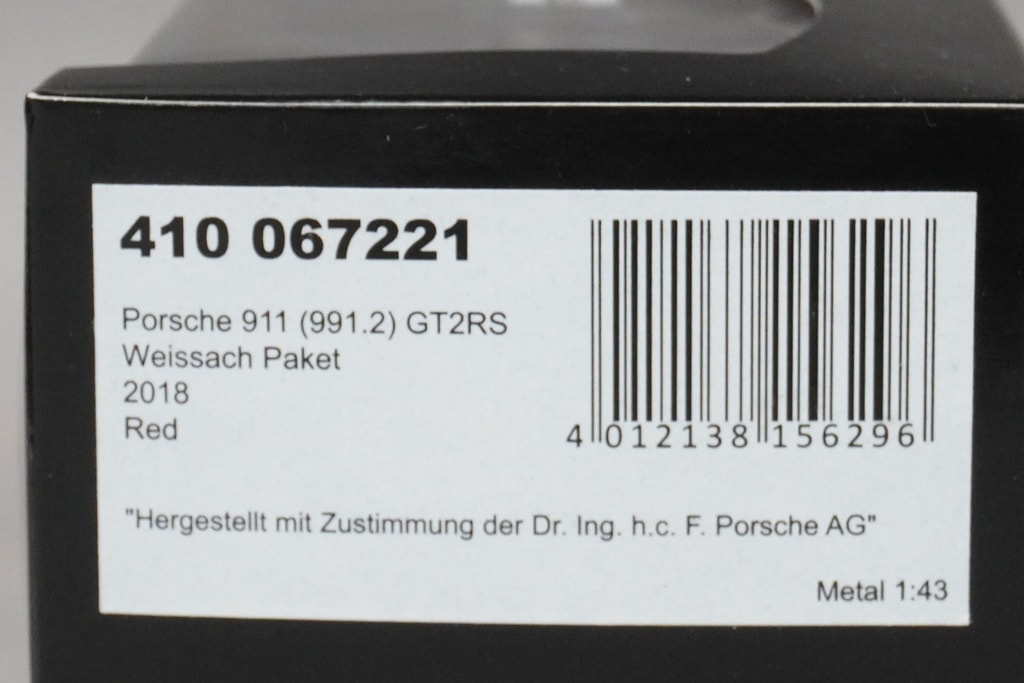 410 067221
Porsche 911 (991.2) GT2RS
Weissach Paket
2018
Red
4 012138 156296
"Hergestellt mit Zustimmung der Dr. Ing. h.c. F. Porsche AG"
Metal 1:43